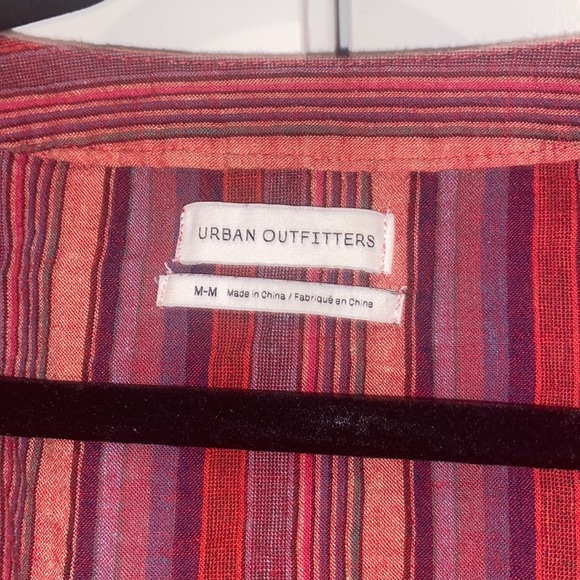 URBAN OUTFITTERS
M-M Made in China / Fabriqué en Chine